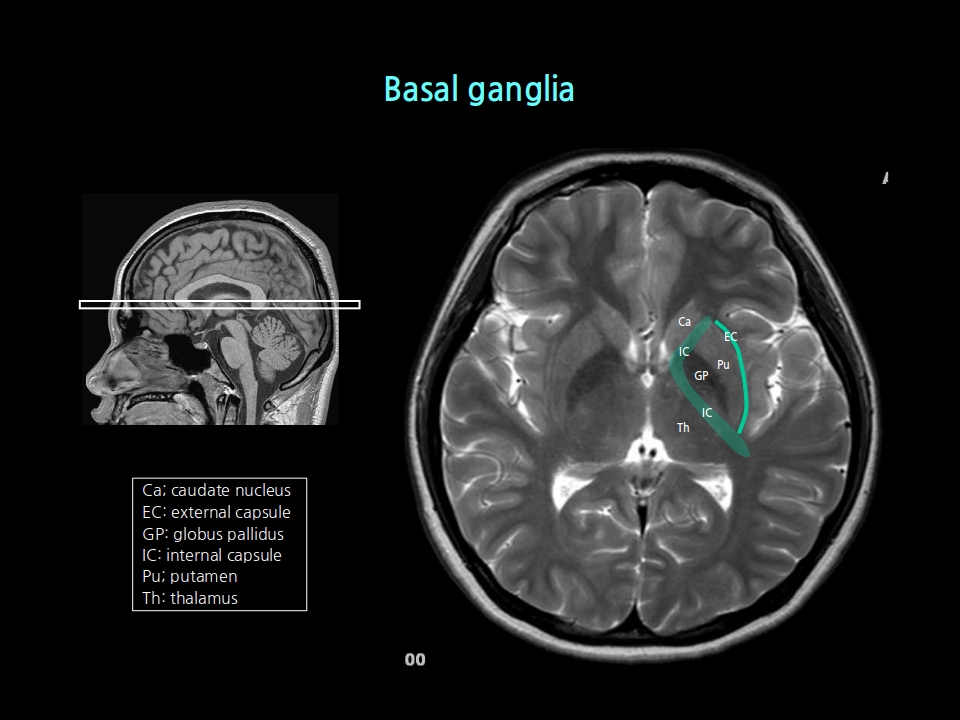 Basal ganglia
Ca
EC
IC
Pu
GP
IC
Th
Ca; caudate nucleus
EC: external capsule
GP: globus pallidus
IC: internal capsule
Pu; putamen
Th: thalamus
00